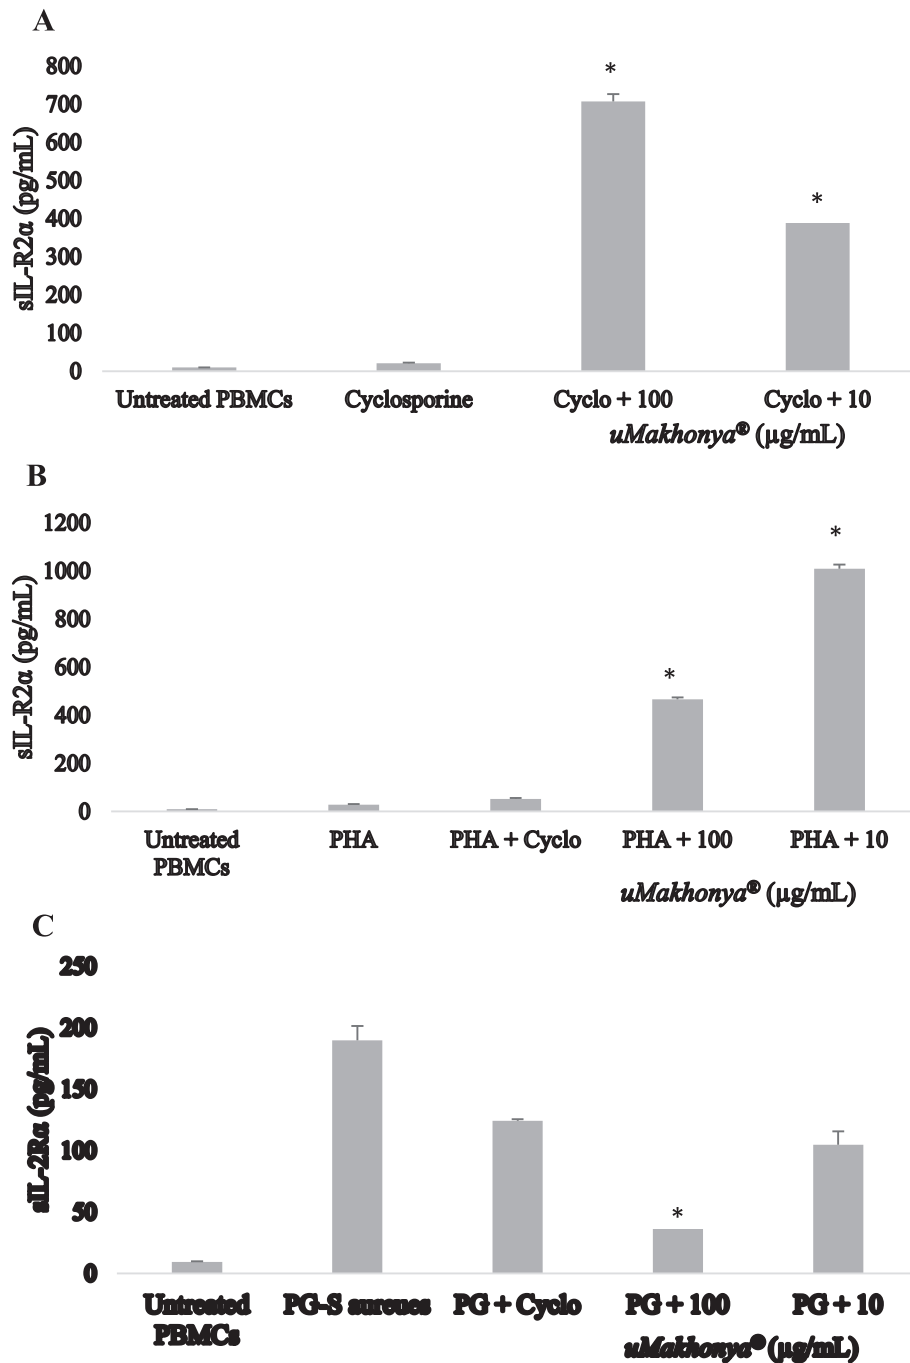 A
800
700
600
500
400
300
200
100
0
sIL-R2α (pg/mL)
*
*
Untreated PBMCs
Cyclosporine
Cyclo + 100
Cyclo + 10
uMakhonya® (µg/mL)
B
1200
1000
800
600
400
200
0
sIL-R2α (pg/mL)
*
*
Untreated
PBMCs
PHA
PHA + Cyclo
PHA + 100
PHA + 10
uMakhonya® (µg/mL)
C
250
200
150
100
50
0
sIL-2Rα (pg/mL)
*
Untreated
PBMCs
PG-S aureues
PG + Cyclo
PG + 100
PG + 10
uMakhonya® (µg/mL)